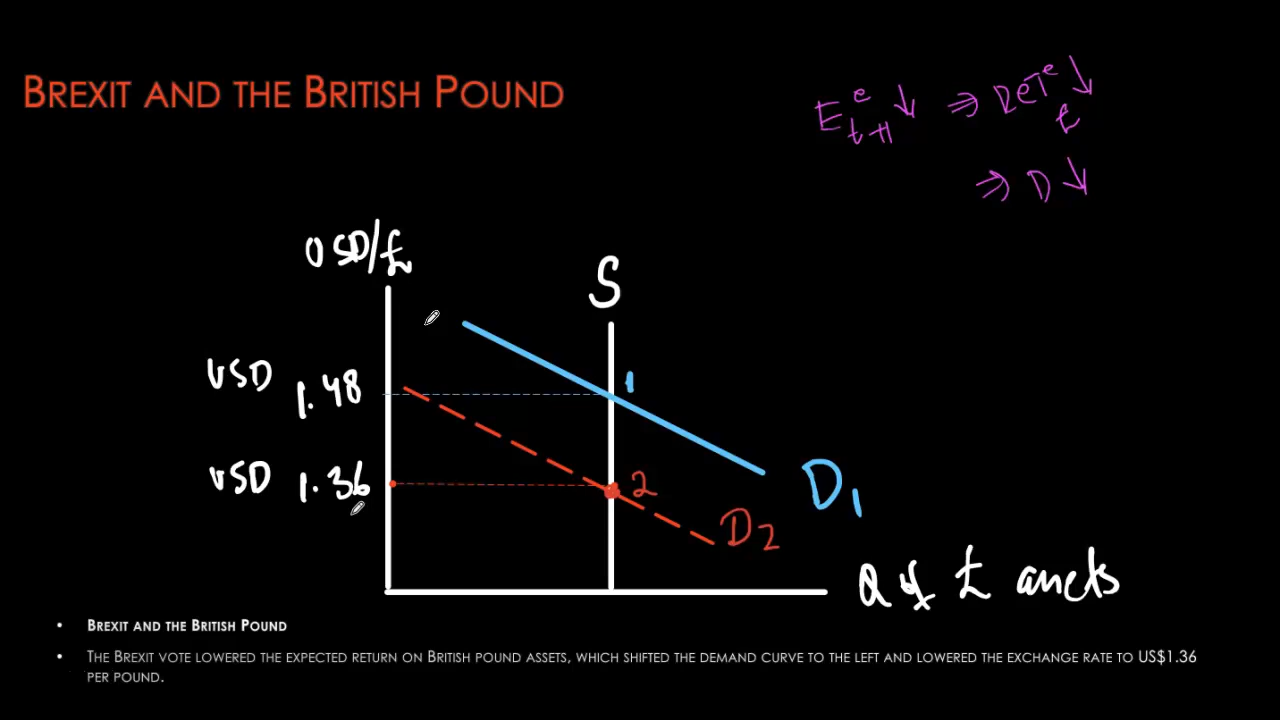 BREXIT AND THE BRITISH POUND
E^e_{t+1} ↓ ⇒ RET^e_£ ↓
⇒ D ↓
USD/£
S
USD 1.48
1
USD 1.36
2
D1
D2
Q of £ assets
• BREXIT AND THE BRITISH POUND
• THE BREXIT VOTE LOWERED THE EXPECTED RETURN ON BRITISH POUND ASSETS, WHICH SHIFTED THE DEMAND CURVE TO THE LEFT AND LOWERED THE EXCHANGE RATE TO US$1.36
PER POUND.